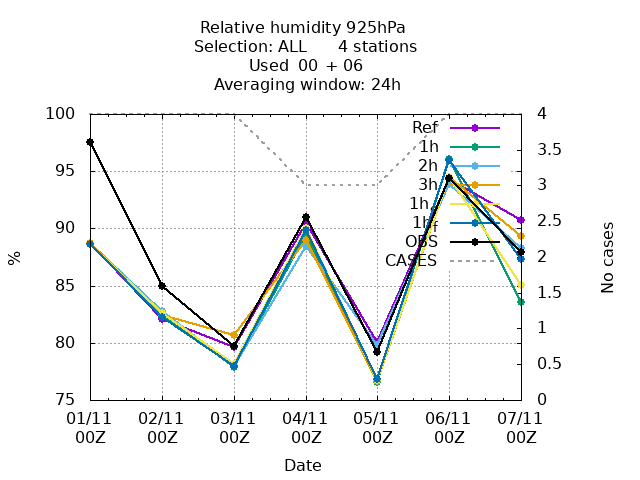 Relative humidity 925hPa
Selection: ALL 4 stations
Used 00 + 06
Averaging window: 24h
100
95
90
85
80
75
%
4
3.5
3
2.5
2
1.5
1
0.5
0
No cases
Ref
1h
2h
3h
1h,
1hf
OBS
CASES
01/11 02/11 03/11 04/11 05/11 06/11 07/11
00Z 00Z 00Z 00Z 00Z 00Z 00Z
Date